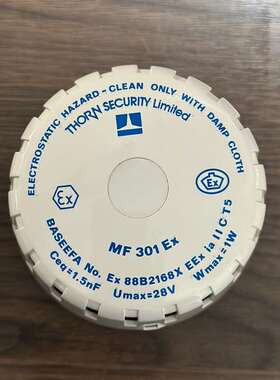 ELECTROSTATIC HAZARD-CLEAN ONLY WITH DAMP CLOTH
THORN SECURITY Limited
Ex
Ex
MF 301 Ex
BASEEFA No. Ex 88B2168X EEx ia II C T5
Ceq=1.5nF Umax=28V Wmax=1W